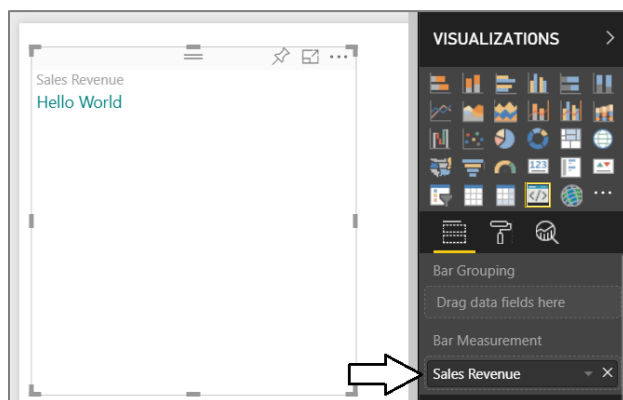 VISUALIZATIONS
Sales Revenue
Hello World
123
</>
Bar Grouping
Drag data fields here
Bar Measurement
Sales Revenue